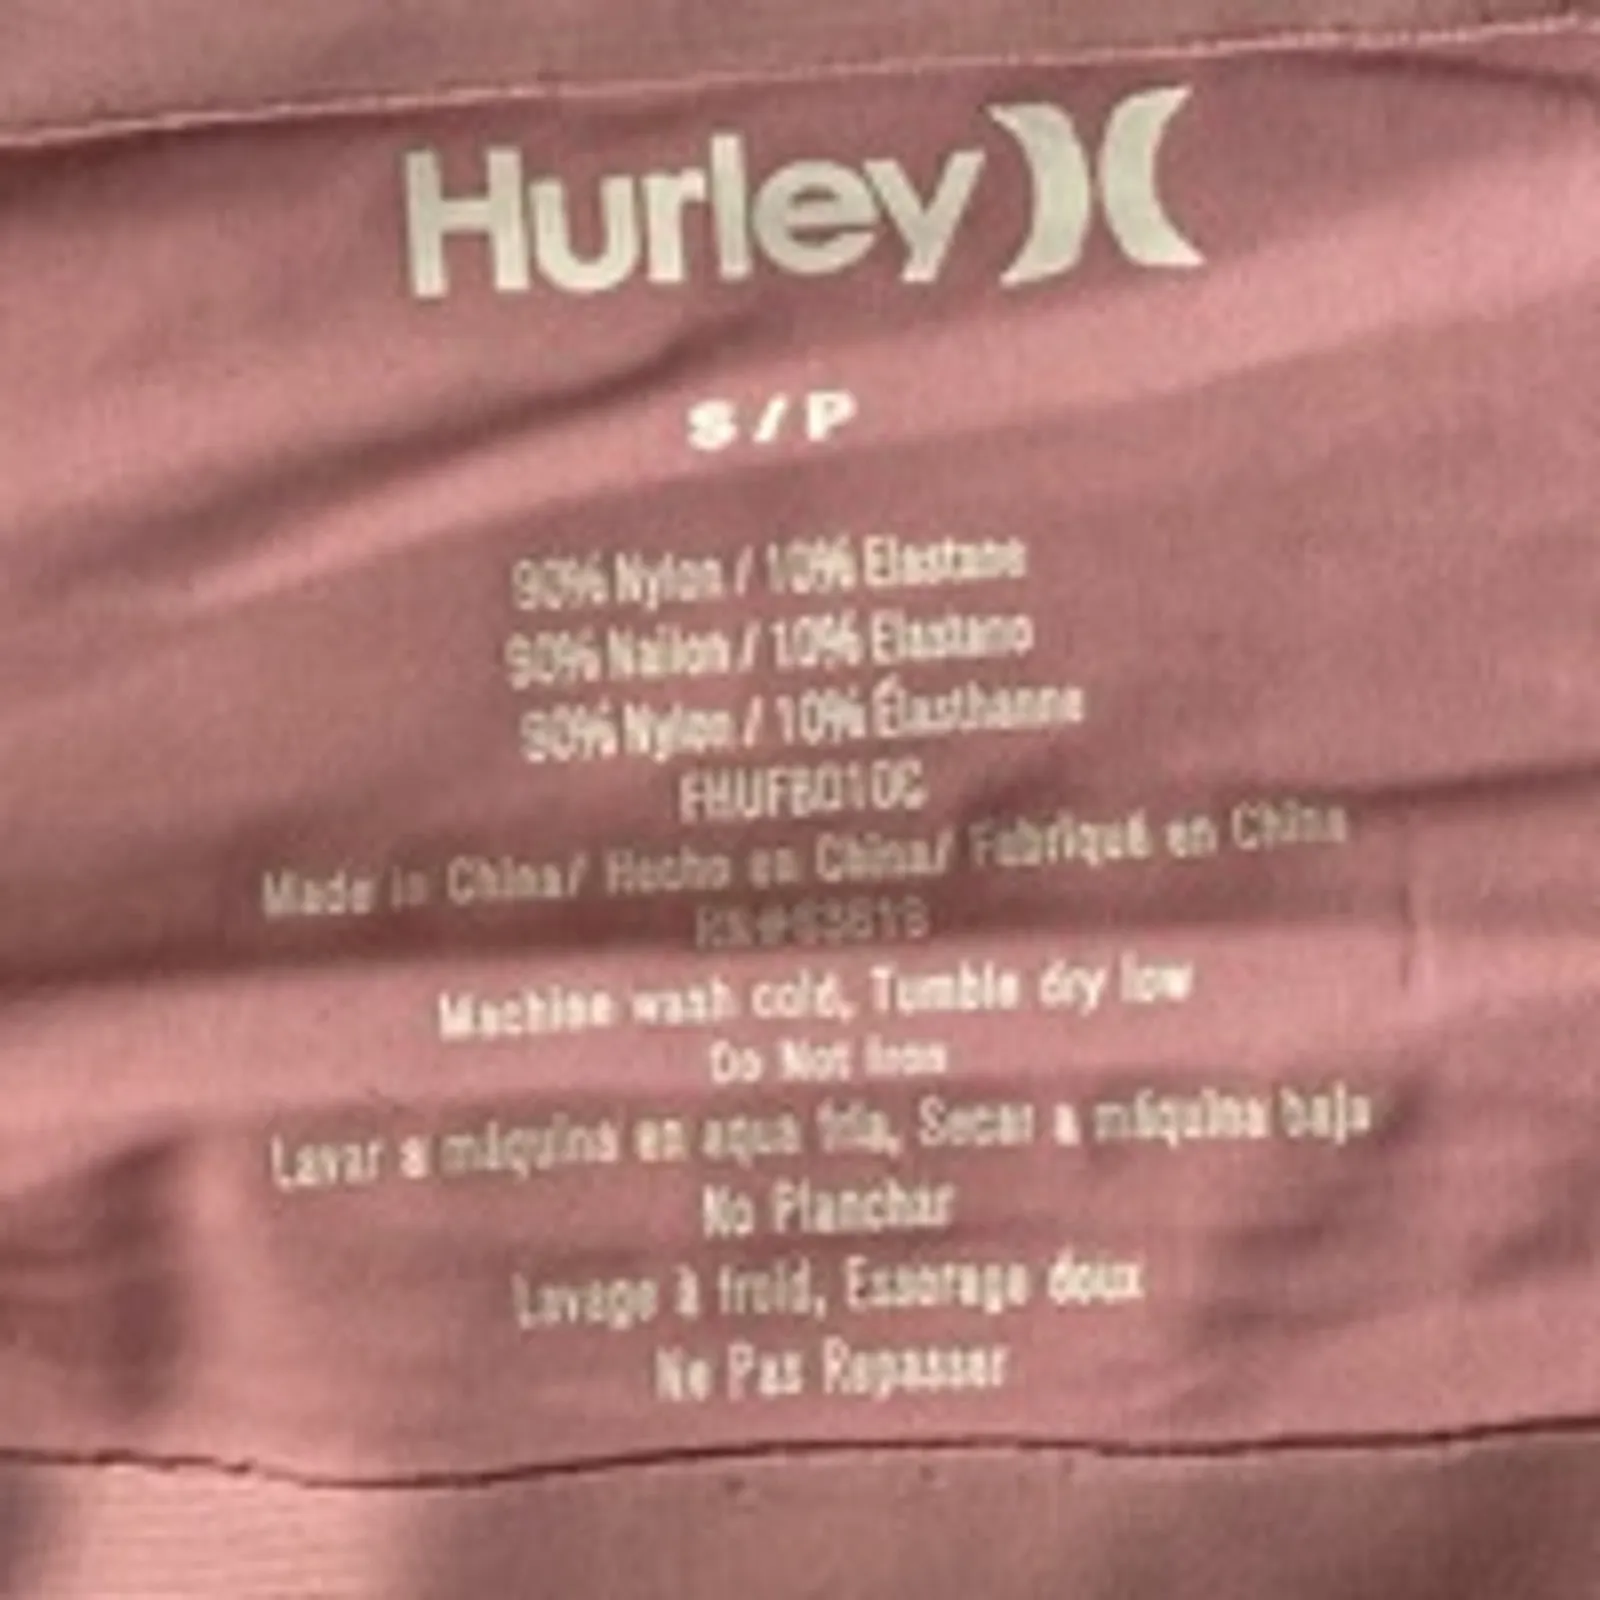 Hurley
S / P
90% Nylon / 10% Elastane
90% Nailon / 10% Elastano
90% Nylon / 10% Élasthanne
Made in China/ Hecho en China/ Fabriqué en China
Machine wash cold, Tumble dry low
Do Not Iron
Lavar a máquina en aqua fría, Secar a máquina baja
No Planchar
Lavage à froid, Essorage doux
Ne Pas Repasser